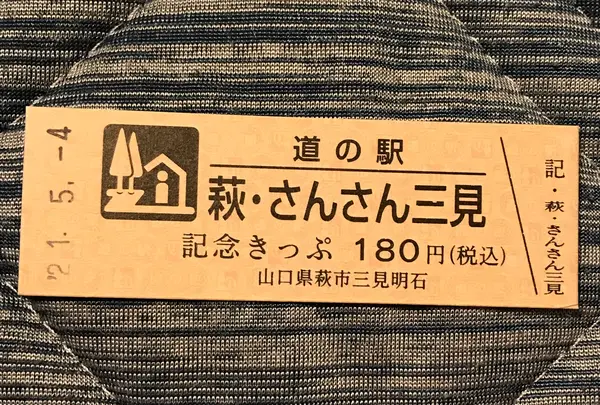 21.5.-4
道の駅
萩・さんさん三見
記念きっぷ 180円(税込)
山口県萩市三見明石
記・萩・さんさん三見